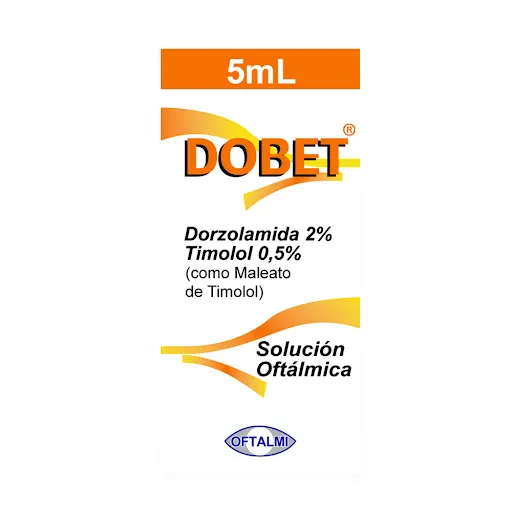 5mL
DOBET®
Dorzolamida 2%
Timolol 0,5%
(como Maleato
de Timolol)
Solución
Oftálmica
OFTALMI